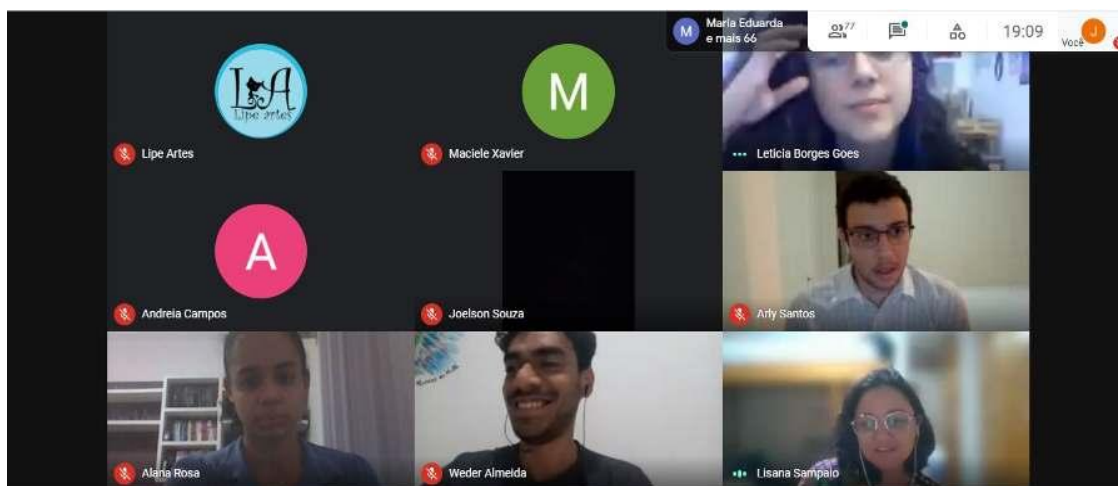 Maria Eduarda
e mais 66
M
77
19:09
Você
J
LA
Lipe artes
Lipe Artes
M
Maciele Xavier
Leticia Borges Goes
A
Andreia Campos
Joelson Souza
Arly Santos
Alana Rosa
Weder Almeida
Lisana Sampaio